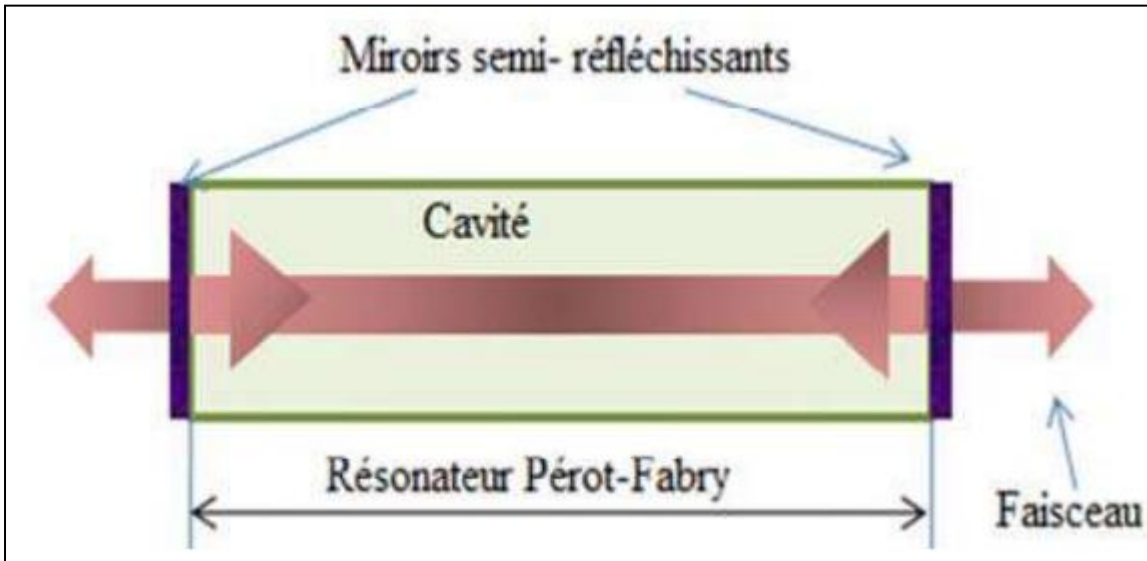 Miroirs semi- réfléchissants
Cavité
Résonateur Pérot-Fabry
Faisceau